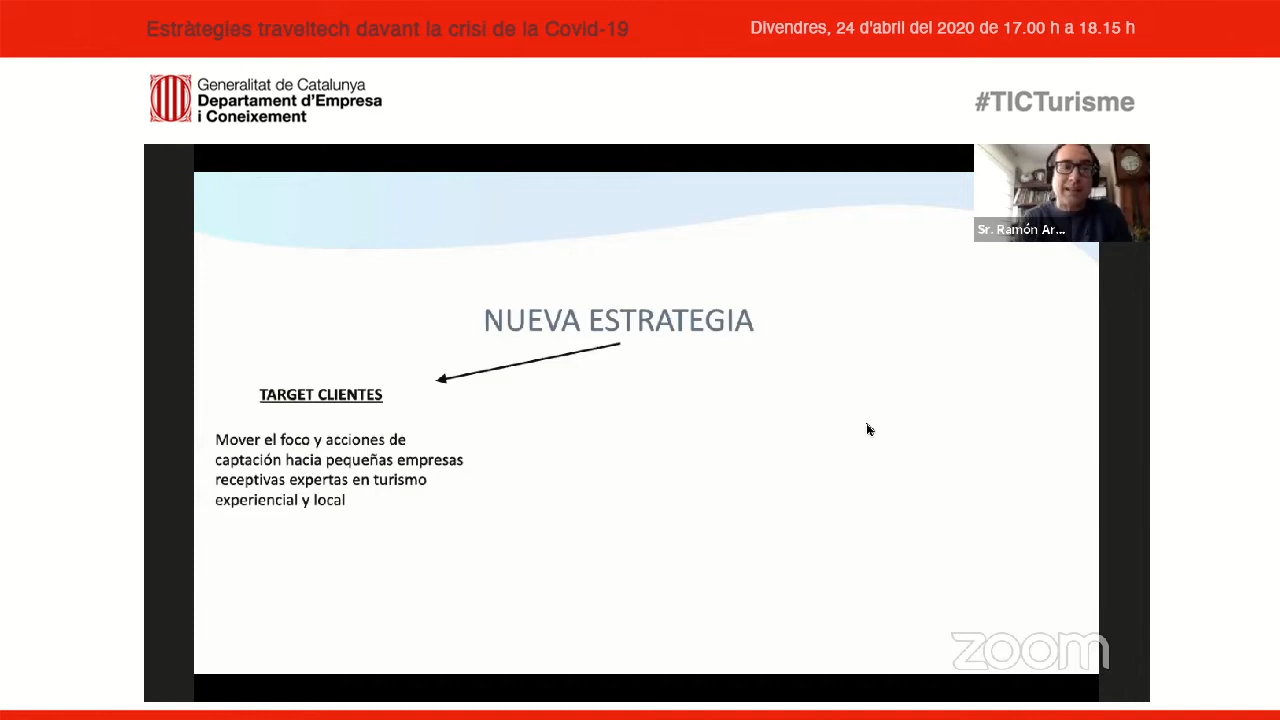 Estràtegies traveltech davant la crisi de la Covid-19
Divendres, 24 d'abril del 2020 de 17.00 h a 18.15 h
Generalitat de Catalunya
Departament d'Empresa
i Coneixement
#TICTurisme
Sr. Ramón Ar...
NUEVA ESTRATEGIA
TARGET CLIENTES
Mover el foco y acciones de
captación hacia pequeñas empresas
receptivas expertas en turismo
experiencial y local
zoom